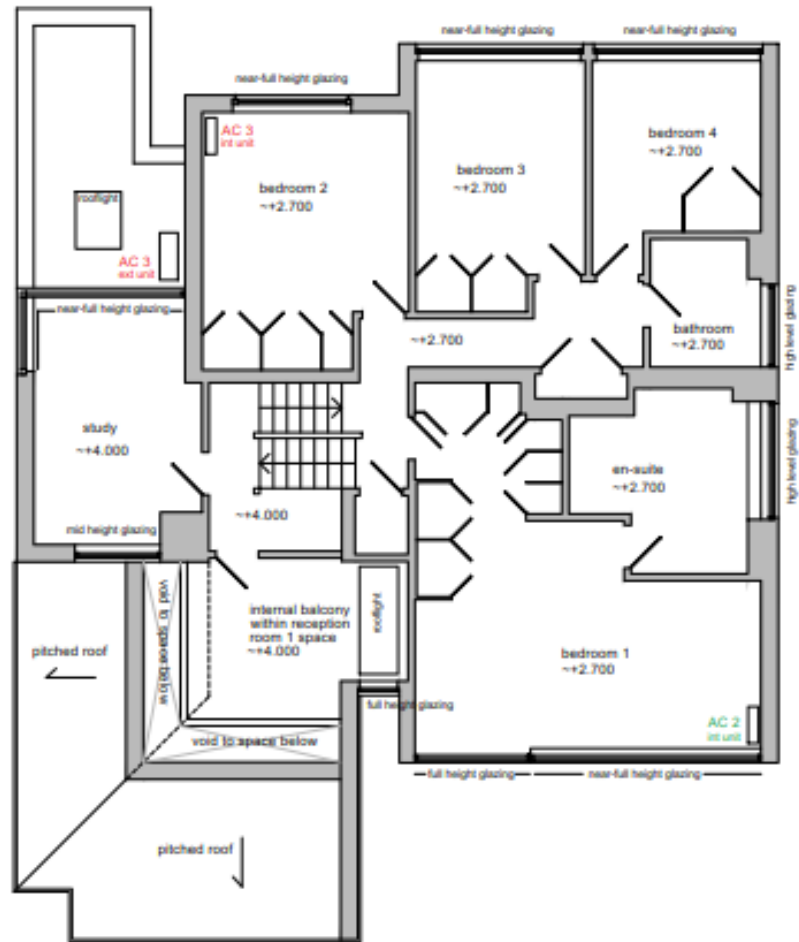 near-full height glazing
near-full height glazing
near-full height glazing
AC 3
int unit
bedroom 2
~+2.700
bedroom 3
~+2.700
bedroom 4
~+2.700
rooflight
AC 3
ext unit
near-full height glazing
~+2.700
bathroom
~+2.700
high level glazing
study
~+4.000
en-suite
~+2.700
high level glazing
~+4.000
mid height glazing
void to space below
internal balcony
within reception
room 1 space
~+4.000
rooflight
pitched roof
bedroom 1
~+2.700
full height glazing
AC 2
int unit
void to space below
full height glazing
near-full height glazing
pitched roof